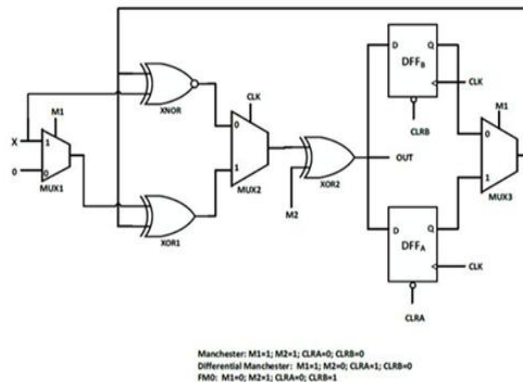 D Q
DFFB
CLK
CLRB
M1
XNOR
CLK
X
M1
1
0
0
MUX1
0
1
MUX2
XOR2
OUT
M2
0
1
MUX3
XOR1
D Q
DFFA
CLK
CLRA
Manchester: M1=1; M2=1; CLRA=0; CLRB=0
Differential Manchester: M1=1; M2=0; CLRA=1; CLRB=0
FM0: M1=0; M2=1; CLRA=0; CLRB=1